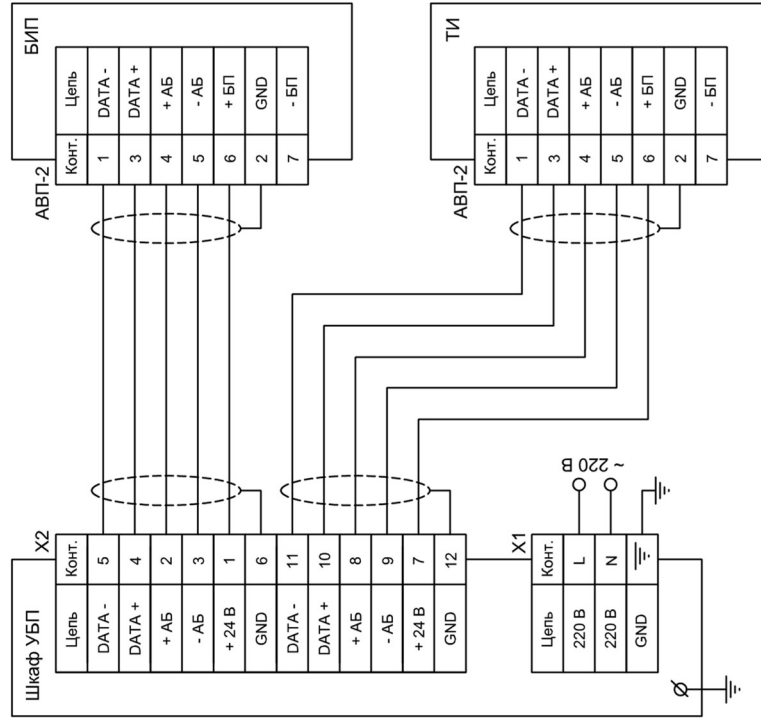 Шкаф УБП
X2
Цепь Конт.
DATA - 5
DATA + 4
+ АБ 2
- АБ 3
+ 24 В 1
GND 6
DATA - 11
DATA + 10
+ АБ 8
- АБ 9
+ 24 В 7
GND 12
X1
Цепь Конт.
220 В L
220 В N
GND
~ 220 В
АВП-2
БИП
Конт. Цепь
1 DATA -
3 DATA +
4 + АБ
5 - АБ
6 + БП
2 GND
7 - БП
АВП-2
ТИ
Конт. Цепь
1 DATA -
3 DATA +
4 + АБ
5 - АБ
6 + БП
2 GND
7 - БП